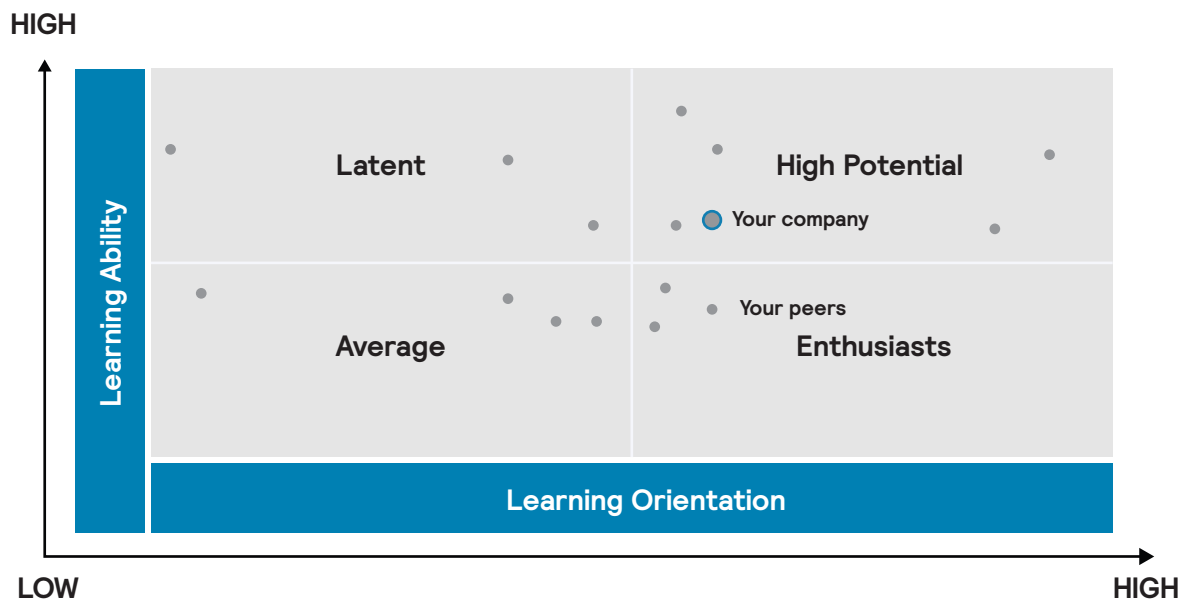 HIGH
Learning Ability
Latent
High Potential
Your company
Your peers
Average
Enthusiasts
Learning Orientation
LOW
HIGH